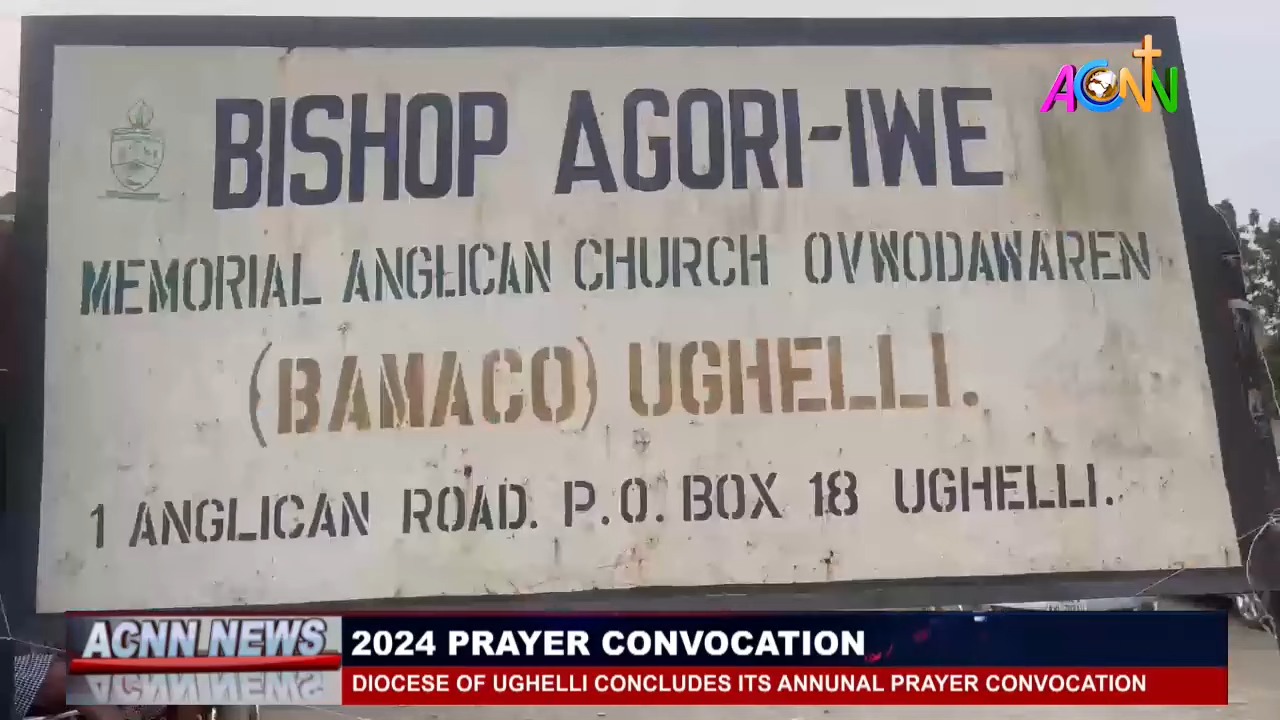 ACNN
BISHOP AGORI-IWE
MEMORIAL ANGLICAN CHURCH OVWODAWAREN
(BAMACO) UGHELLI.
1 ANGLICAN ROAD. P.O. BOX 18 UGHELLI.
ACNN NEWS
2024 PRAYER CONVOCATION
DIOCESE OF UGHELLI CONCLUDES ITS ANNUNAL PRAYER CONVOCATION